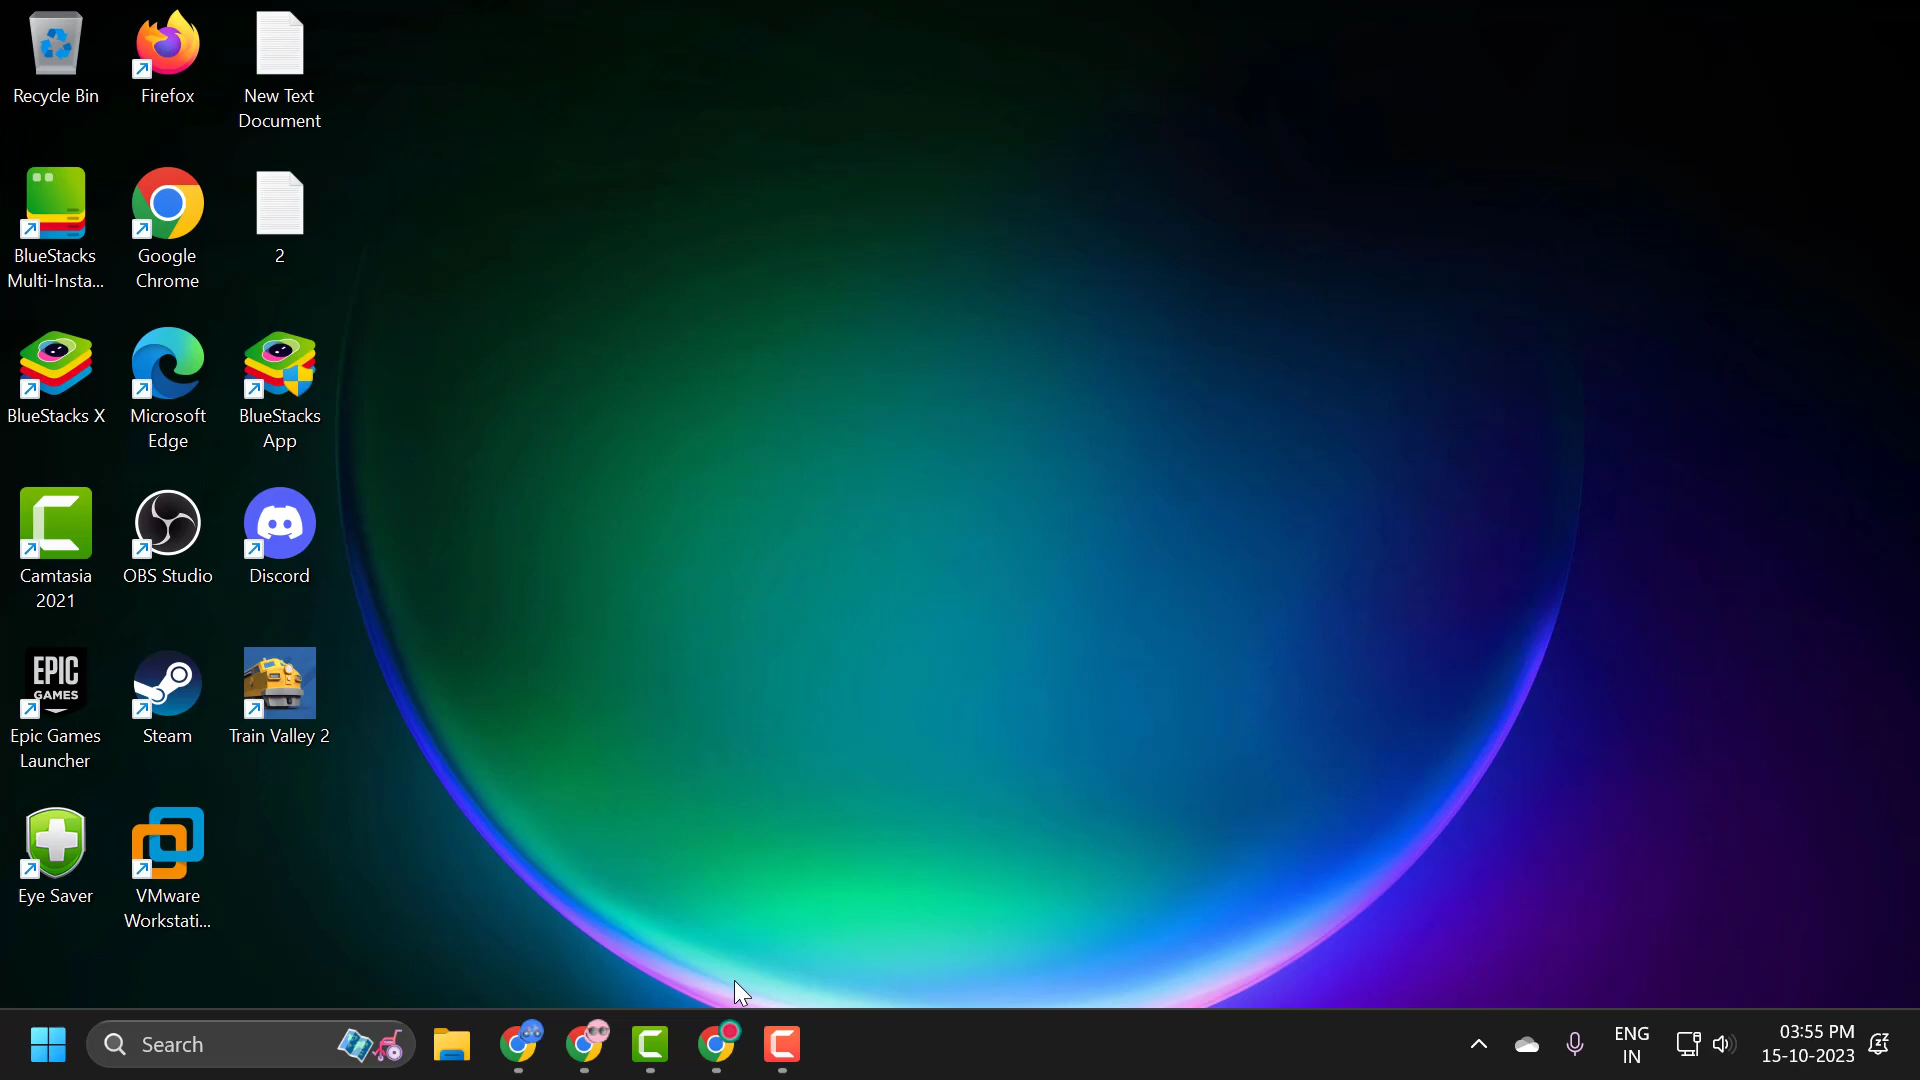 Recycle Bin
Firefox
New Text
Document
BlueStacks
Multi-Insta...
Google
Chrome
2
BlueStacks X
Microsoft
Edge
BlueStacks
App
Camtasia
2021
OBS Studio
Discord
EPIC
GAMES
Epic Games
Launcher
Steam
Train Valley 2
Eye Saver
VMware
Workstati...
Search
ENG
IN
03:55 PM
15-10-2023